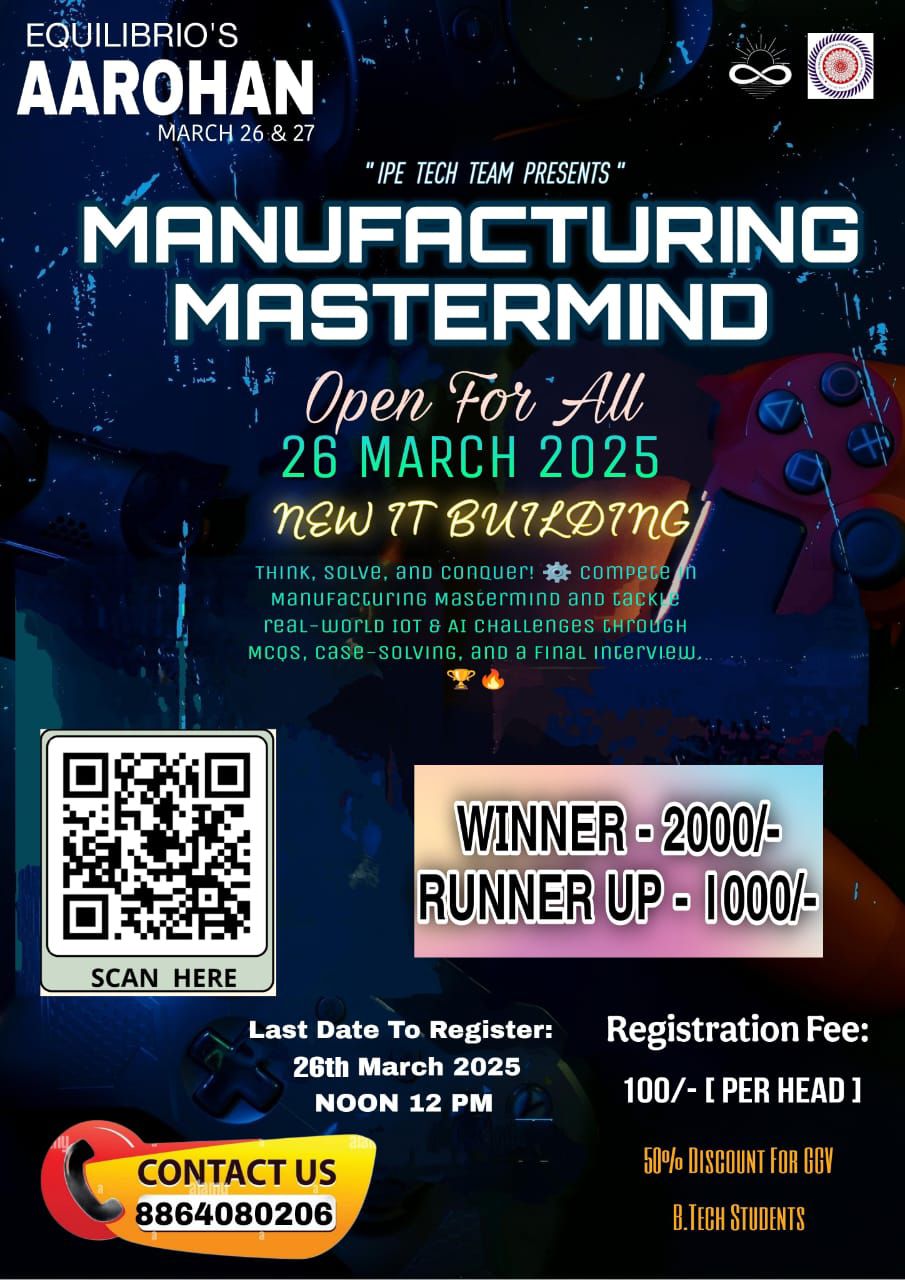 EQUILIBRIO'S
AAROHAN
MARCH 26 & 27
" IPE TECH TEAM PRESENTS "
MANUFACTURING
MASTERMIND
Open For All
26 MARCH 2025
NEW IT BUILDING
THINK, SOLVE, AND CONQUER! ⚙️ COMPETE IN
MANUFACTURING MASTERMIND AND TACKLE
REAL-WORLD IOT & AI CHALLENGES THROUGH
MCQS, CASE-SOLVING, AND A FINAL INTERVIEW.
🏆🔥
SCAN HERE
WINNER - 2000/-
RUNNER UP - 1000/-
Last Date To Register:
26th March 2025
NOON 12 PM
Registration Fee:
100/- [ PER HEAD ]
50% Discount For GGV
B.Tech Students
CONTACT US
8864080206